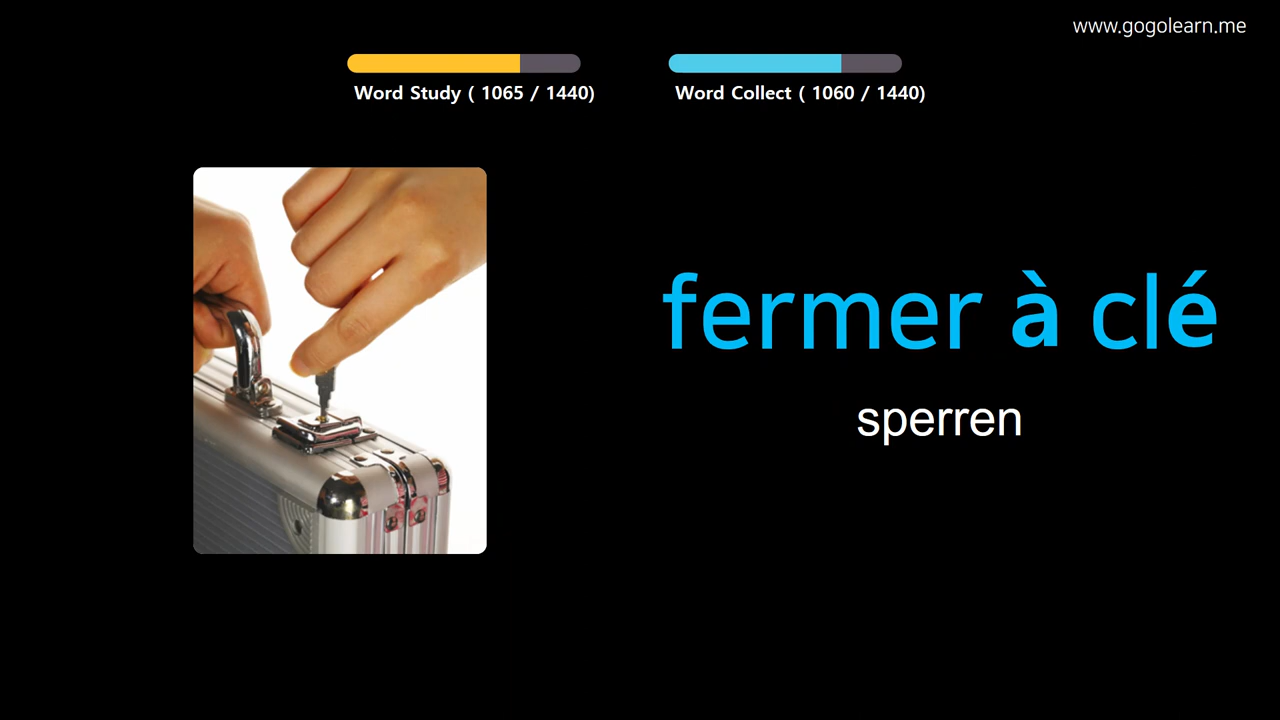 www.gogolearn.me
Word Study ( 1065 / 1440)
Word Collect ( 1060 / 1440)
fermer à clé
sperren